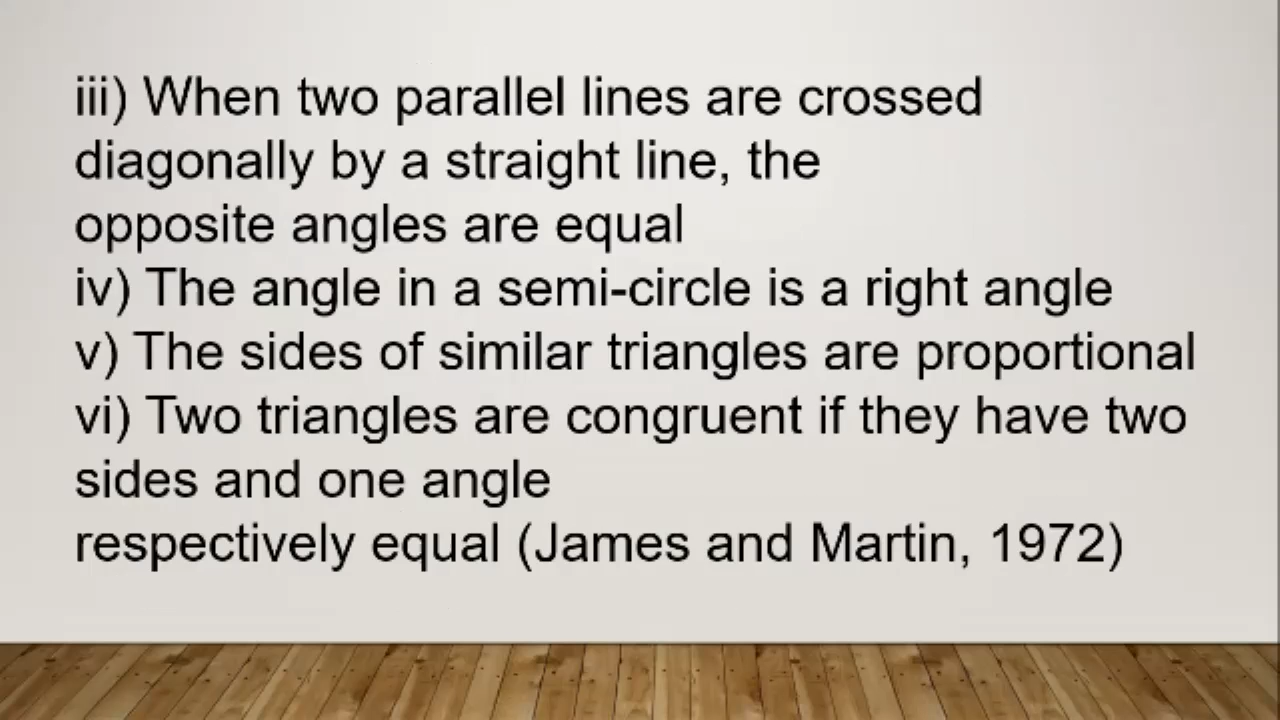 iii) When two parallel lines are crossed
diagonally by a straight line, the
opposite angles are equal
iv) The angle in a semi-circle is a right angle
v) The sides of similar triangles are proportional
vi) Two triangles are congruent if they have two
sides and one angle
respectively equal (James and Martin, 1972)